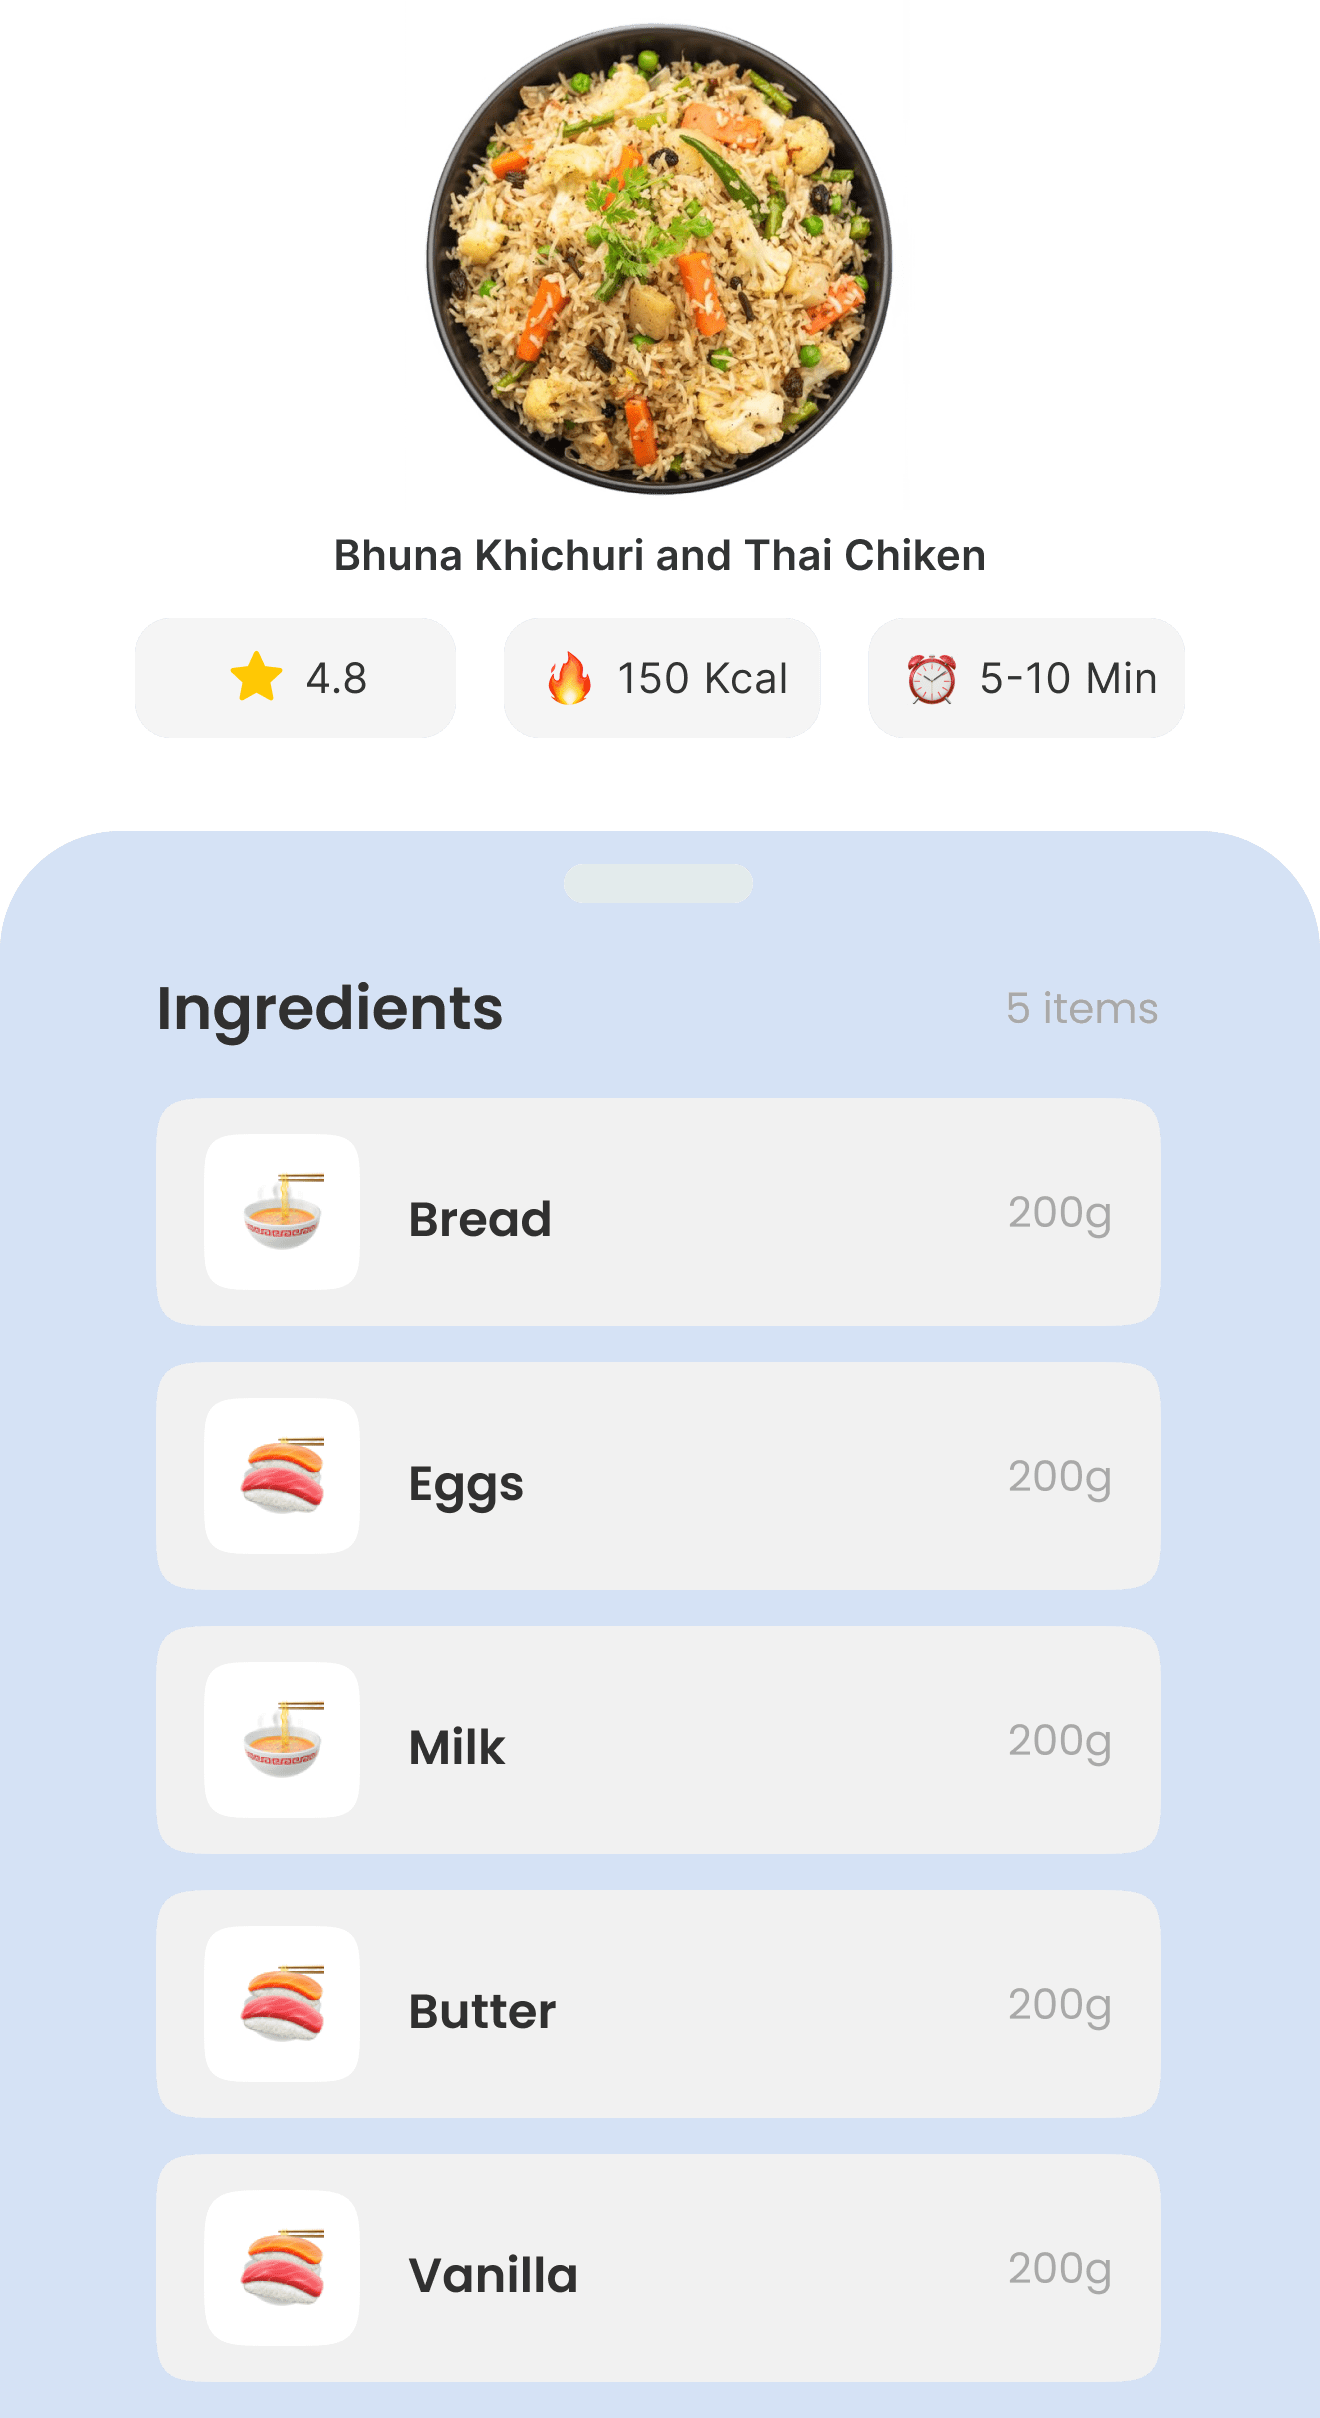 Bhuna Khichuri and Thai Chiken
4.8
150 Kcal
5-10 Min
Ingredients
5 items
Bread
200g
Eggs
200g
Milk
200g
Butter
200g
Vanilla
200g